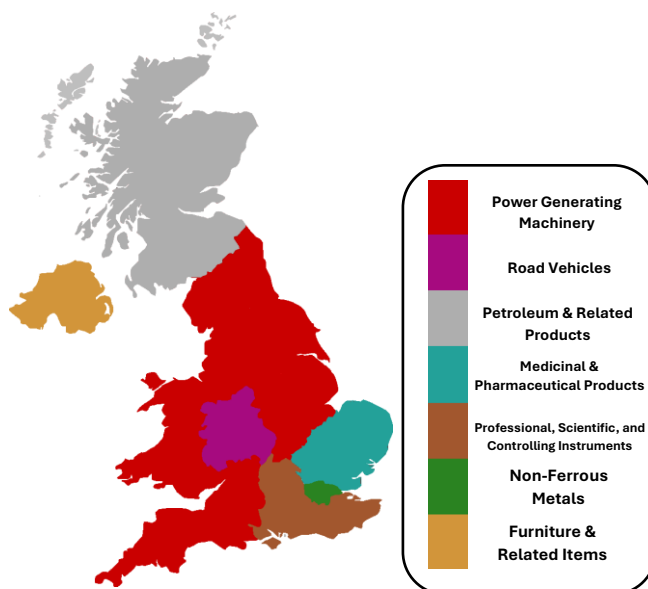 Power Generating
Machinery
Road Vehicles
Petroleum & Related
Products
Medicinal &
Pharmaceutical Products
Professional, Scientific, and
Controlling Instruments
Non-Ferrous
Metals
Furniture &
Related Items